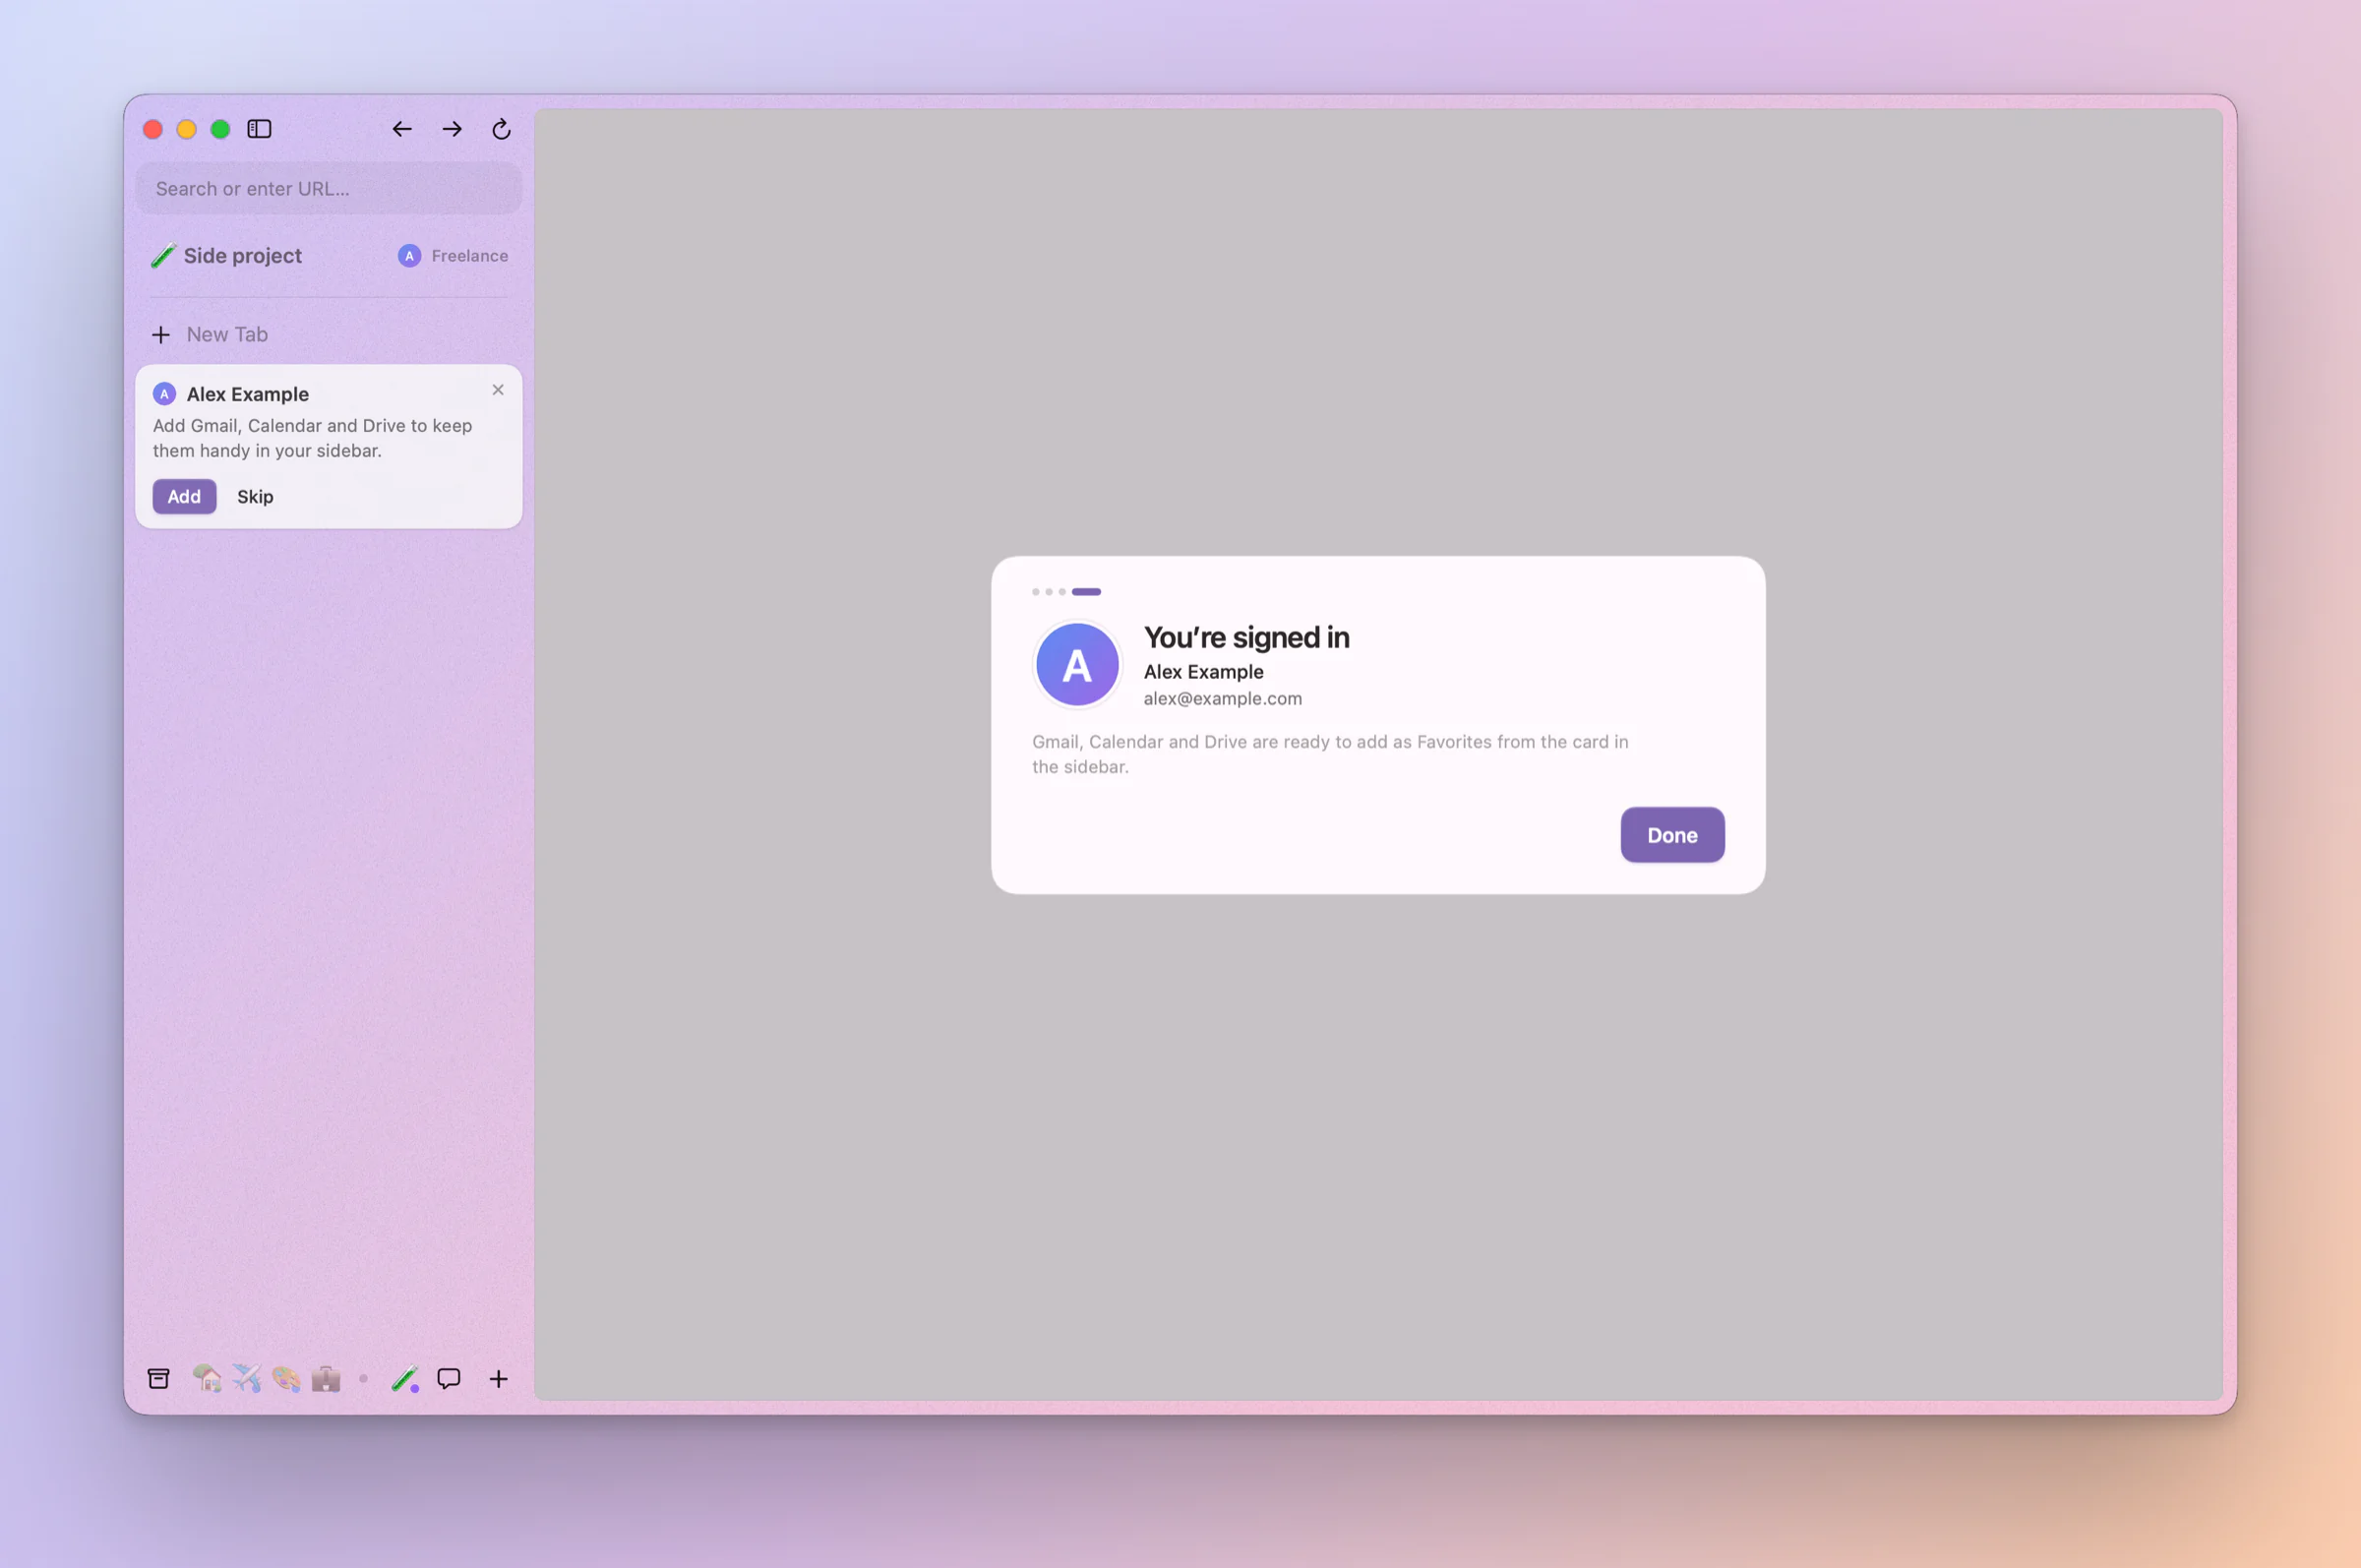 Search or enter URL...
Side project
A Freelance
New Tab
A Alex Example
Add Gmail, Calendar and Drive to keep
them handy in your sidebar.
Add Skip
You’re signed in
A
Alex Example
alex@example.com
Gmail, Calendar and Drive are ready to add as Favorites from the card in
the sidebar.
Done